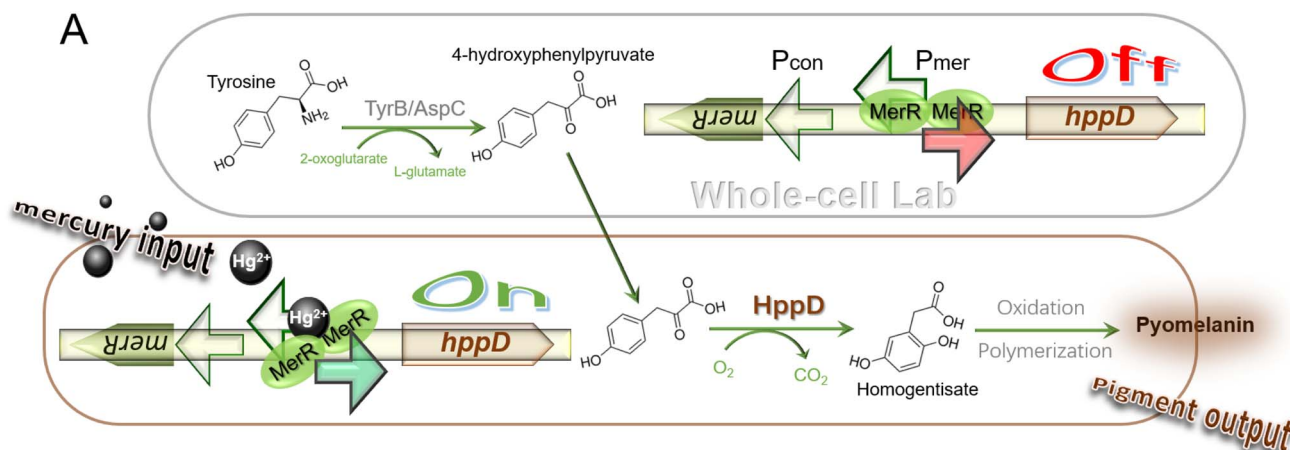 A
Tyrosine
OH
O
NH2
HO
TyrB/AspC
2-oxoglutarate
L-glutamate
4-hydroxyphenylpyruvate
O
OH
O
HO
Pcon
Pmer
Off
merR
MerR
MerR
hppD
Whole-cell Lab
mercury input
Hg2+
On
Hg2+
merR
MerR
MerR
hppD
O
OH
O
HO
HppD
O2
CO2
O
OH
OH
HO
Homogentisate
Oxidation
Polymerization
Pyomelanin
Pigment output